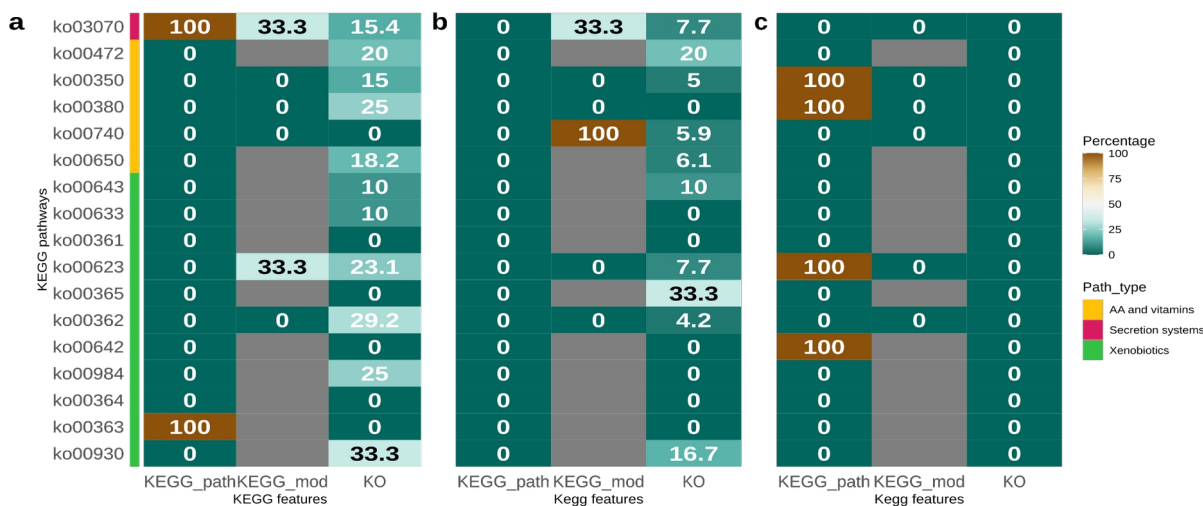 a b c
ko03070 100 33.3 15.4 0 33.3 7.7 0 0 0
ko00472 0 20 0 20 0 0
ko00350 0 0 15 0 0 5 100 0 0
ko00380 0 0 25 0 0 0 100 0 0
ko00740 0 0 0 0 100 5.9 0 0 0
ko00650 0 18.2 0 6.1 0 0
ko00643 0 10 0 10 0 0
ko00633 0 10 0 0 0 0
ko00361 0 0 0 0 0 0
ko00623 0 33.3 23.1 0 0 7.7 100 0 0
ko00365 0 0 0 33.3 0 0
ko00362 0 0 29.2 0 0 4.2 0 0 0
ko00642 0 0 0 0 100 0
ko00984 0 25 0 0 0 0
ko00364 0 0 0 0 0 0
ko00363 100 0 0 0 0 0
ko00930 0 33.3 0 16.7 0 0
KEGG pathways
KEGG_path KEGG_mod KO KEGG_path KEGG_mod KO KEGG_path KEGG_mod KO
KEGG features Kegg features Kegg features
Percentage
100
75
50
25
0
Path_type
AA and vitamins
Secretion systems
Xenobiotics